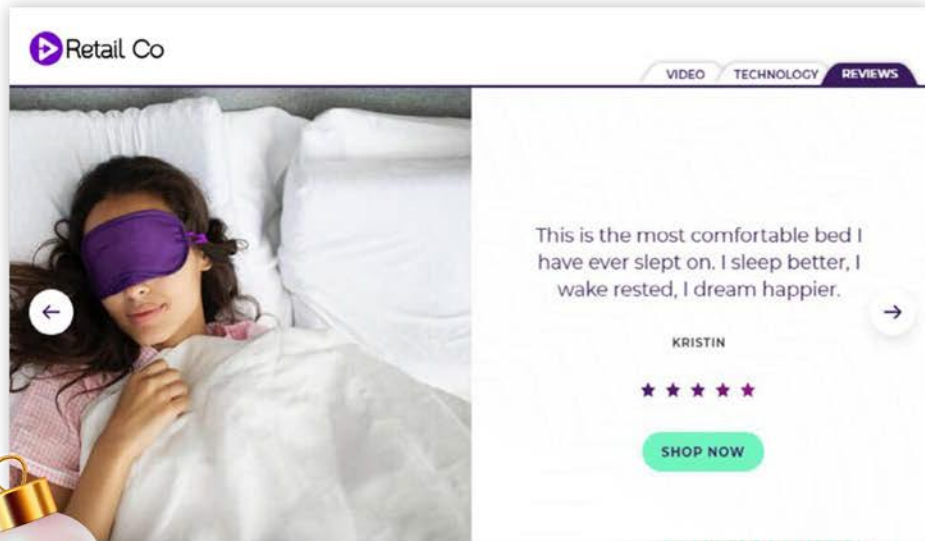 Retail Co
VIDEO
TECHNOLOGY
REVIEWS
This is the most comfortable bed I
have ever slept on. I sleep better, I
wake rested, I dream happier.
KRISTIN
SHOP NOW